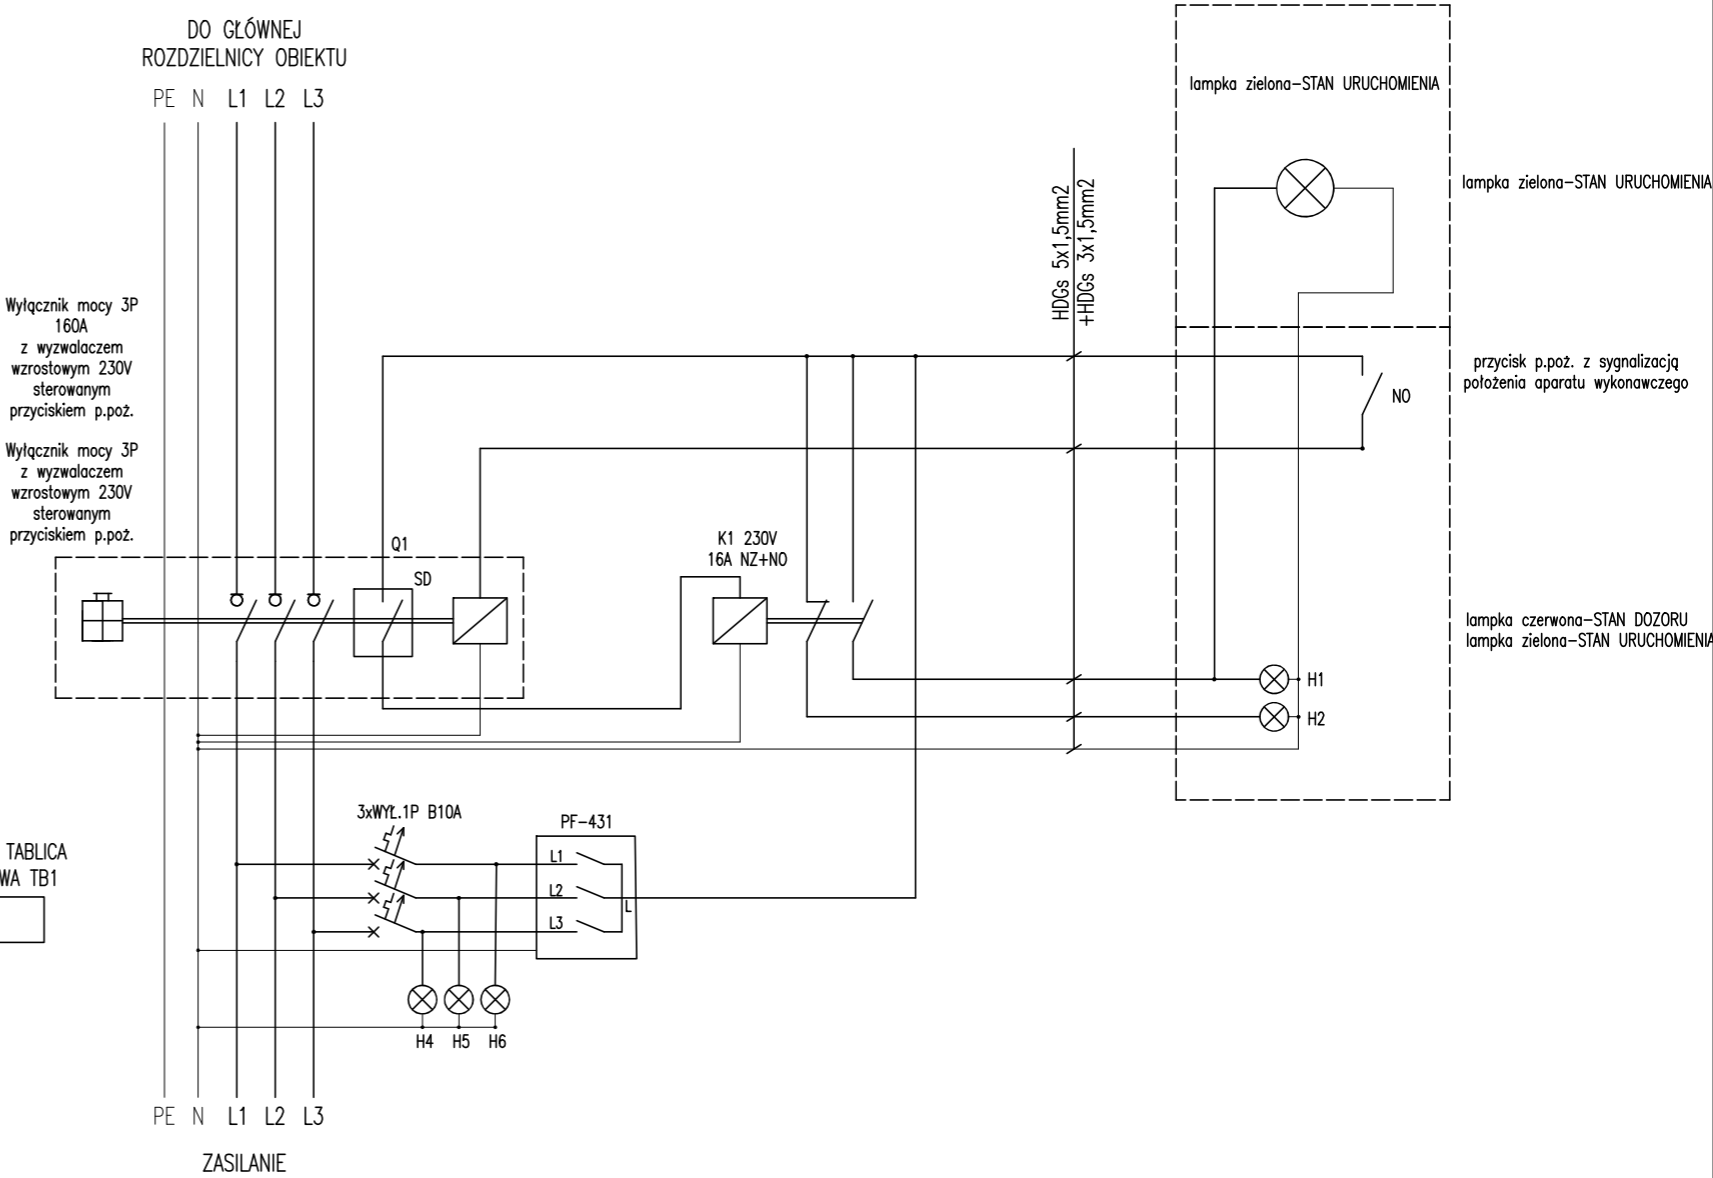 DO GŁÓWNEJ
ROZDZIELNICY OBIEKTU
PE N L1 L2 L3
lampka zielona-STAN URUCHOMIENIA
lampka zielona-STAN URUCHOMIENIA
HDGs 5x1,5mm2
+HDGs 3x1,5mm2
Wyłącznik mocy 3P
160A
z wyzwalaczem
wzrostowym 230V
sterowanym
przyciskiem p.poż.
przycisk p.poż. z sygnalizacją
położenia aparatu wykonawczego
NO
Wyłącznik mocy 3P
z wyzwalaczem
wzrostowym 230V
sterowanym
przyciskiem p.poż.
Q1
SD
K1 230V
16A NZ+NO
lampka czerwona-STAN DOZORU
lampka zielona-STAN URUCHOMIENIA
H1
H2
3xWYŁ.1P B10A
PF-431
L1
L2
L
L3
TABLICA
WA TB1
H4 H5 H6
PE N L1 L2 L3
ZASILANIE